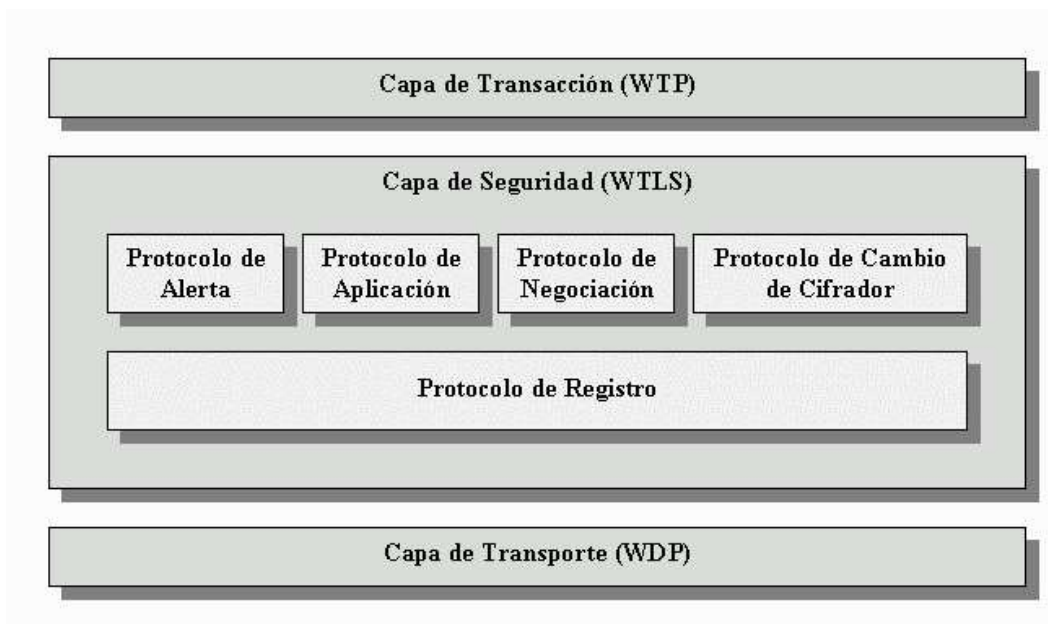 Capa de Transacción (WTP)
Capa de Seguridad (WTLS)
Protocolo de
Alerta
Protocolo de
Aplicación
Protocolo de
Negociación
Protocolo de Cambio
de Cifrador
Protocolo de Registro
Capa de Transporte (WDP)